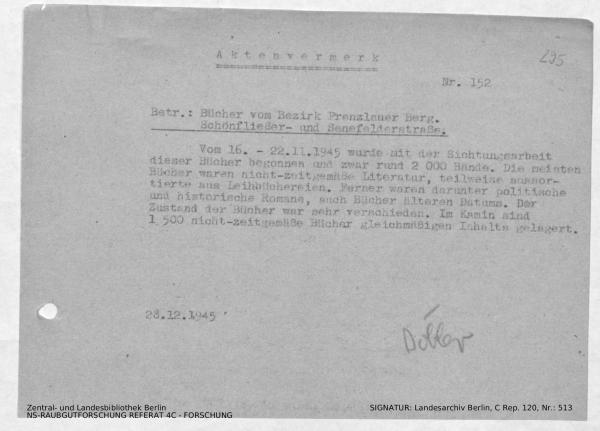 Aktenvermerk
295
Nr. 152
Betr.: Bücher vom Bezirk Prenzlauer Berg.
Schönfließer- und Senefelderstraße.
Vom 16. - 22.11.1945 wurde mit der Sichtungsarbeit
dieser Bücher begonnen und zwar rund 2 000 Bände. Die meisten
Bücher waren nicht-zeitgemäße Literatur, teilweise aussor-
tierte aus Leihbüchereien. Ferner waren darunter politische
und historische Romane, auch Bücher älteren Datums. Der
Zustand der Bücher war sehr verschieden. Im Kamin sind
1 500 nicht-zeitgemäße Bücher gleichmäßigen Inhalts gelagert.
28.12.1945
Zentral- und Landesbibliothek Berlin
NS-RAUBGUTFORSCHUNG REFERAT 4C - FORSCHUNG
SIGNATUR: Landesarchiv Berlin, C Rep. 120, Nr.: 513